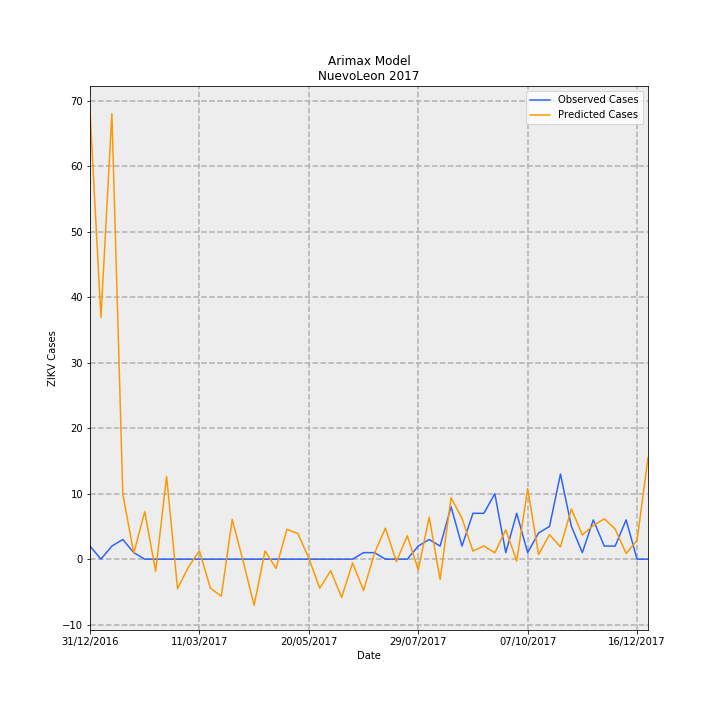 Arimax Model
NuevoLeon 2017
Observed Cases
Predicted Cases
70
60
50
40
30
20
10
0
−10
ZIKV Cases
31/12/2016 11/03/2017 20/05/2017 29/07/2017 07/10/2017 16/12/2017
Date